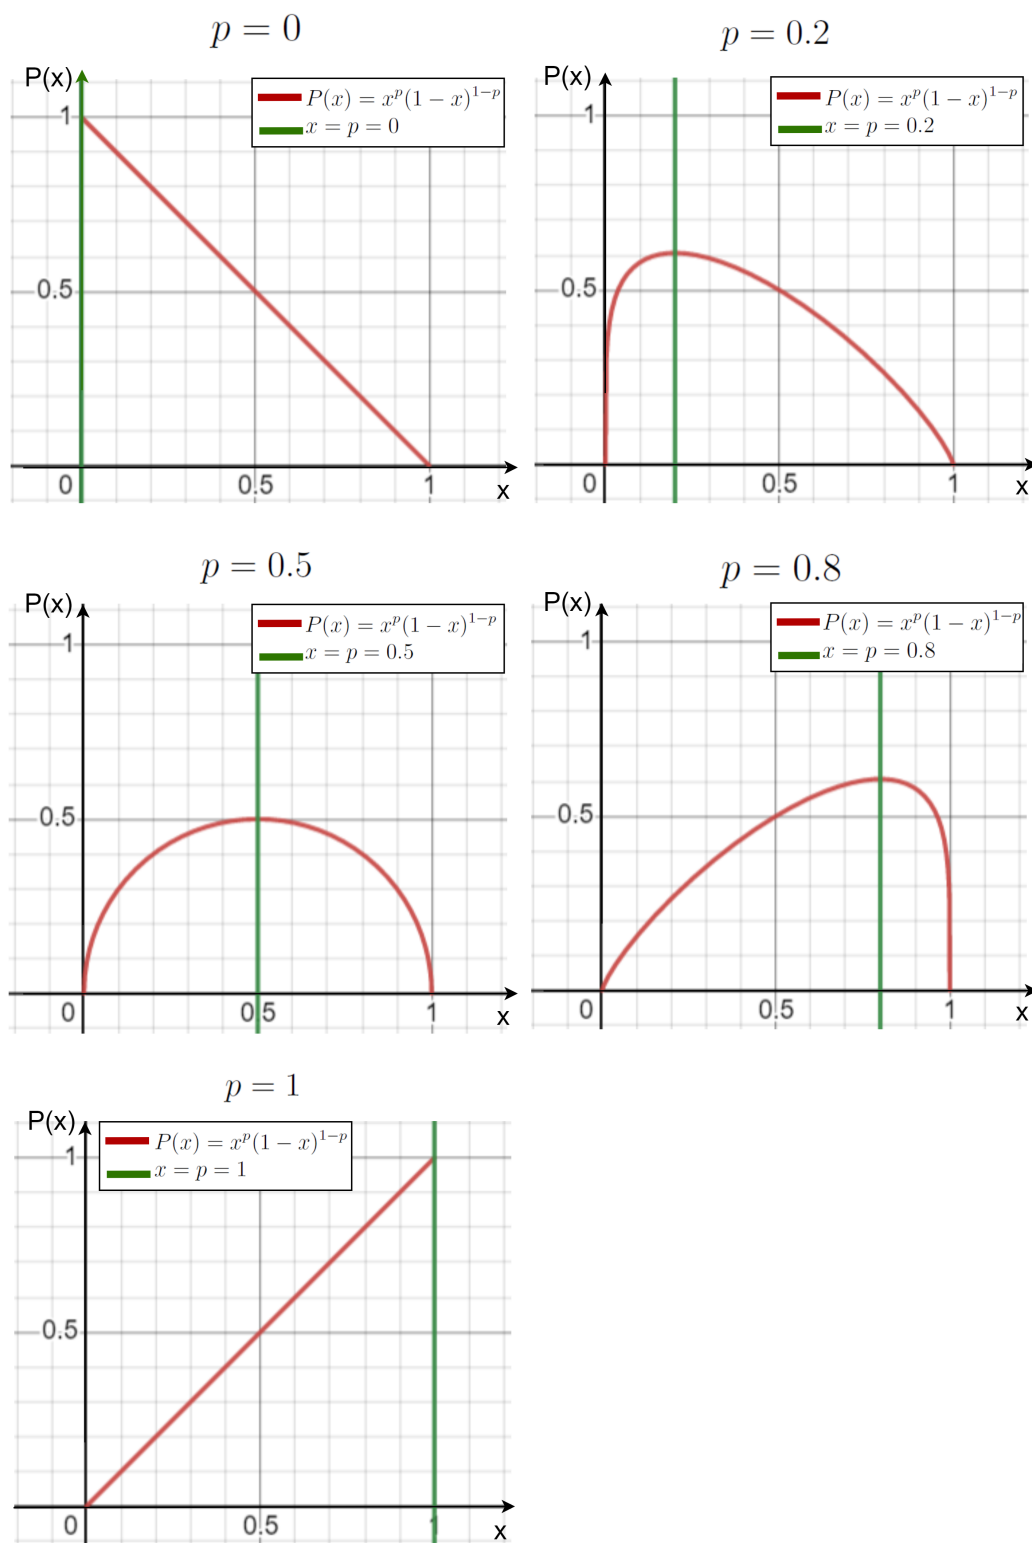 p = 0
P(x)
P(x) = x^p(1 − x)^{1−p}
x = p = 0
1
0.5
0
0.5
1
x
p = 0.2
P(x)
P(x) = x^p(1 − x)^{1−p}
x = p = 0.2
1
0.5
0
0.5
1
x
p = 0.5
P(x)
P(x) = x^p(1 − x)^{1−p}
x = p = 0.5
1
0.5
0
0.5
1
x
p = 0.8
P(x)
P(x) = x^p(1 − x)^{1−p}
x = p = 0.8
1
0.5
0
0.5
1
x
p = 1
P(x)
P(x) = x^p(1 − x)^{1−p}
x = p = 1
1
0.5
0
0.5
1
x